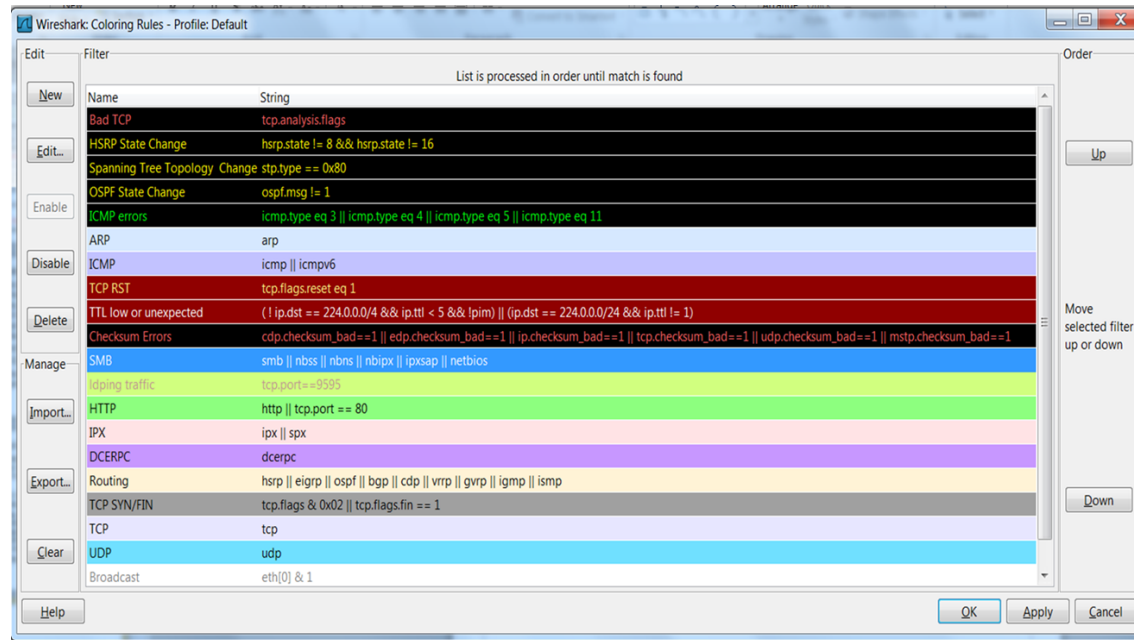 Wireshark: Coloring Rules - Profile: Default
Edit
Filter
Order
List is processed in order until match is found
New
Edit...
Enable
Disable
Delete
Manage
Import...
Export...
Clear
Name String
Bad TCP tcp.analysis.flags
HSRP State Change hsrp.state != 8 && hsrp.state != 16
Spanning Tree Topology Change stp.type == 0x80
OSPF State Change ospf.msg != 1
ICMP errors icmp.type eq 3 || icmp.type eq 4 || icmp.type eq 5 || icmp.type eq 11
ARP arp
ICMP icmp || icmpv6
TCP RST tcp.flags.reset eq 1
TTL low or unexpected ( ! ip.dst == 224.0.0.0/4 && ip.ttl < 5 && !pim) || (ip.dst == 224.0.0.0/24 && ip.ttl != 1)
Checksum Errors cdp.checksum_bad==1 || edp.checksum_bad==1 || ip.checksum_bad==1 || tcp.checksum_bad==1 || udp.checksum_bad==1 || mstp.checksum_bad==1
SMB smb || nbss || nbns || nbipx || ipxsap || netbios
ldping traffic tcp.port==9595
HTTP http || tcp.port == 80
IPX ipx || spx
DCERPC dcerpc
Routing hsrp || eigrp || ospf || bgp || cdp || vrrp || gvrp || igmp || ismp
TCP SYN/FIN tcp.flags & 0x02 || tcp.flags.fin == 1
TCP tcp
UDP udp
Broadcast eth[0] & 1
Up
Move
selected filter
up or down
Down
Help
OK
Apply
Cancel